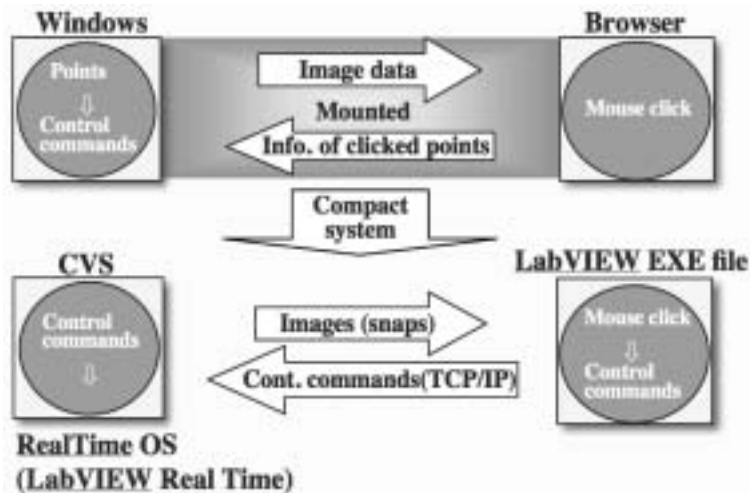 Windows
Browser
Points
⇩
Control
commands
Image data
Mounted
Info. of clicked points
Mouse click
Compact
system
CVS
LabVIEW EXE file
Control
commands
⇩
Images (snaps)
Cont. commands(TCP/IP)
Mouse click
⇩
Control
commands
RealTime OS
(LabVIEW Real Time)